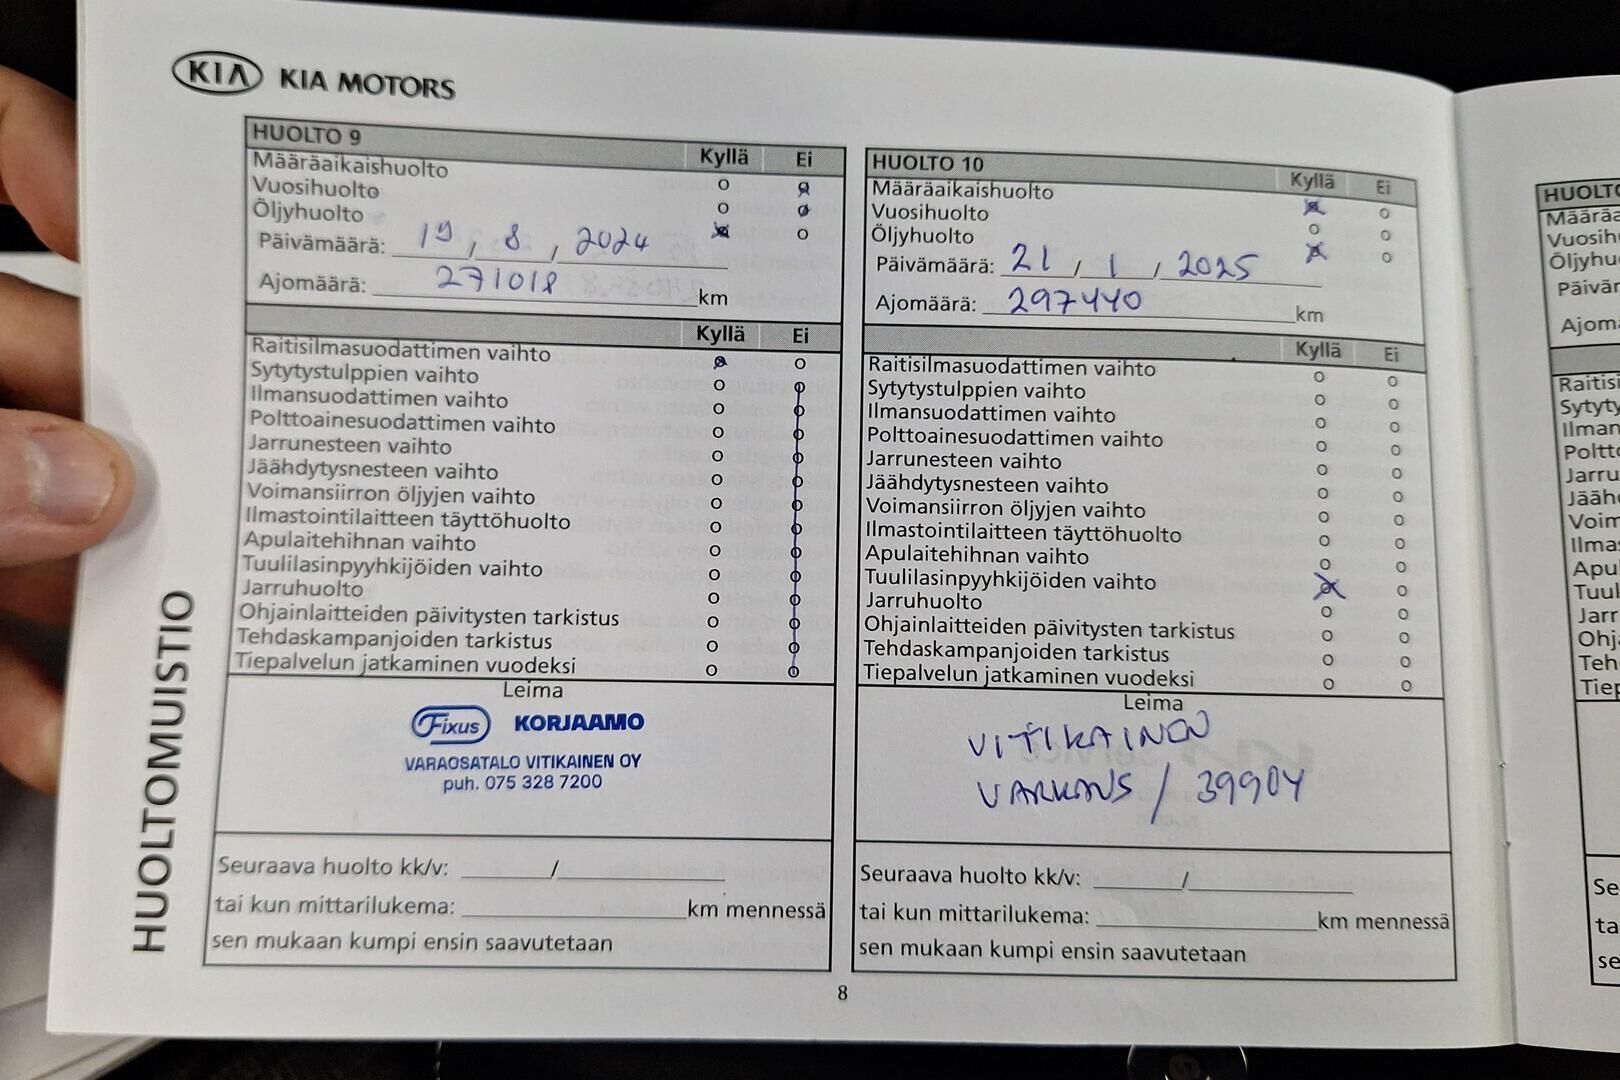 KIA KIA MOTORS
HUOLTOMUISTIO
HUOLTO 9 Kyllä Ei
Määräaikaishuolto
Vuosihuolto
Öljyhuolto
Päivämäärä: 19 / 8 / 2024
Ajomäärä: 271018 km
Kyllä Ei
Raitisilmasuodattimen vaihto
Sytytystulppien vaihto
Ilmansuodattimen vaihto
Polttoainesuodattimen vaihto
Jarrunesteen vaihto
Jäähdytysnesteen vaihto
Voimansiirron öljyjen vaihto
Ilmastointilaitteen täyttöhuolto
Apulaitehihnan vaihto
Tuulilasinpyyhkijöiden vaihto
Jarruhuolto
Ohjainlaitteiden päivitysten tarkistus
Tehdaskampanjoiden tarkistus
Tiepalvelun jatkaminen vuodeksi
Leima
Fixus KORJAAMO
VARAOSATALO VITIKAINEN OY
puh. 075 328 7200
Seuraava huolto kk/v: /
tai kun mittarilukema: km mennessä
sen mukaan kumpi ensin saavutetaan
HUOLTO 10 Kyllä Ei
Määräaikaishuolto
Vuosihuolto
Öljyhuolto
Päivämäärä: 21 / 1 / 2025
Ajomäärä: 297440 km
Kyllä Ei
Raitisilmasuodattimen vaihto
Sytytystulppien vaihto
Ilmansuodattimen vaihto
Polttoainesuodattimen vaihto
Jarrunesteen vaihto
Jäähdytysnesteen vaihto
Voimansiirron öljyjen vaihto
Ilmastointilaitteen täyttöhuolto
Apulaitehihnan vaihto
Tuulilasinpyyhkijöiden vaihto
Jarruhuolto
Ohjainlaitteiden päivitysten tarkistus
Tehdaskampanjoiden tarkistus
Tiepalvelun jatkaminen vuodeksi
Leima
VITIKAINEN
VARKAUS / 39904
Seuraava huolto kk/v: /
tai kun mittarilukema: km mennessä
sen mukaan kumpi ensin saavutetaan
8